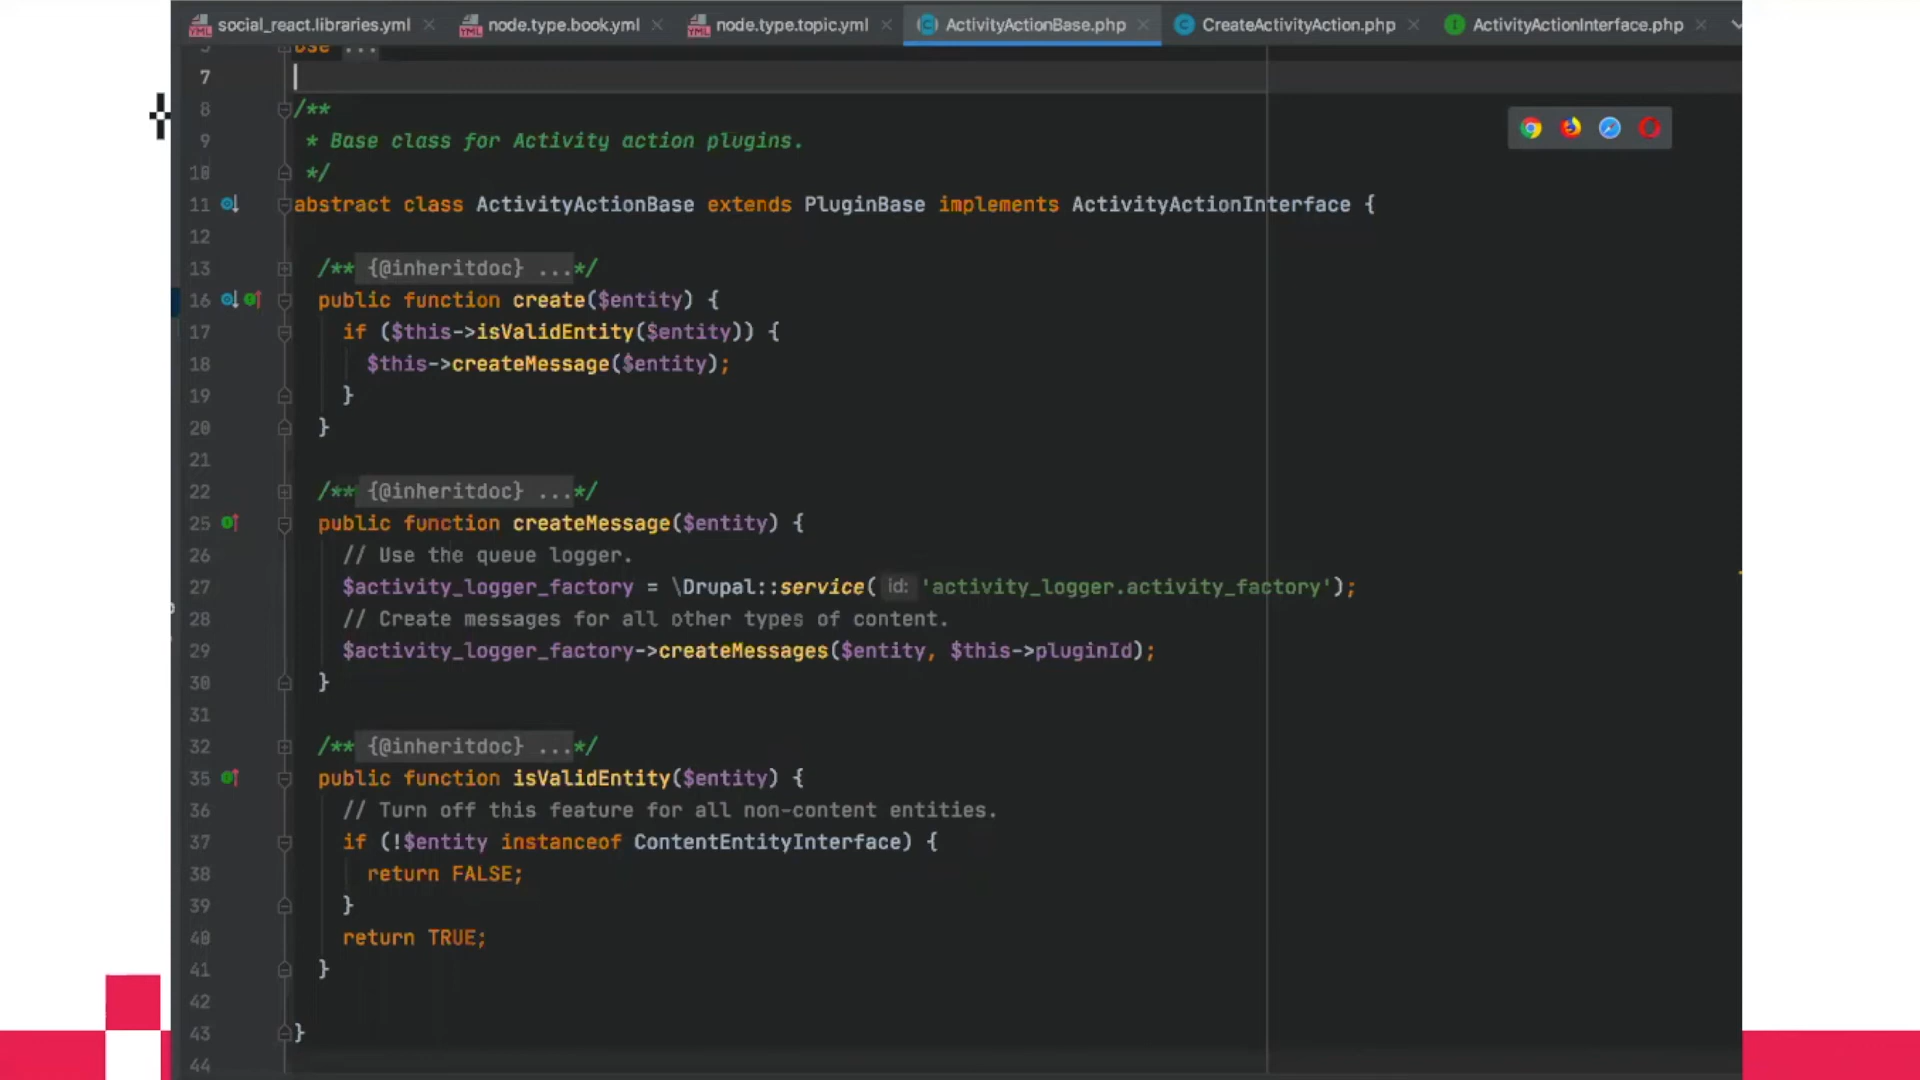 social_react.libraries.yml node.type.book.yml node.type.topic.yml ActivityActionBase.php CreateActivityAction.php ActivityActionInterface.php
use ...
7
8 /**
9 * Base class for Activity action plugins.
10 */
11 abstract class ActivityActionBase extends PluginBase implements ActivityActionInterface {
12
13 /** {@inheritdoc} ...*/
16 public function create($entity) {
17 if ($this->isValidEntity($entity)) {
18 $this->createMessage($entity);
19 }
20 }
21
22 /** {@inheritdoc} ...*/
25 public function createMessage($entity) {
26 // Use the queue logger.
27 $activity_logger_factory = \Drupal::service( id: 'activity_logger.activity_factory');
28 // Create messages for all other types of content.
29 $activity_logger_factory->createMessages($entity, $this->pluginId);
30 }
31
32 /** {@inheritdoc} ...*/
35 public function isValidEntity($entity) {
36 // Turn off this feature for all non-content entities.
37 if (!$entity instanceof ContentEntityInterface) {
38 return FALSE;
39 }
40 return TRUE;
41 }
42
43 }
44